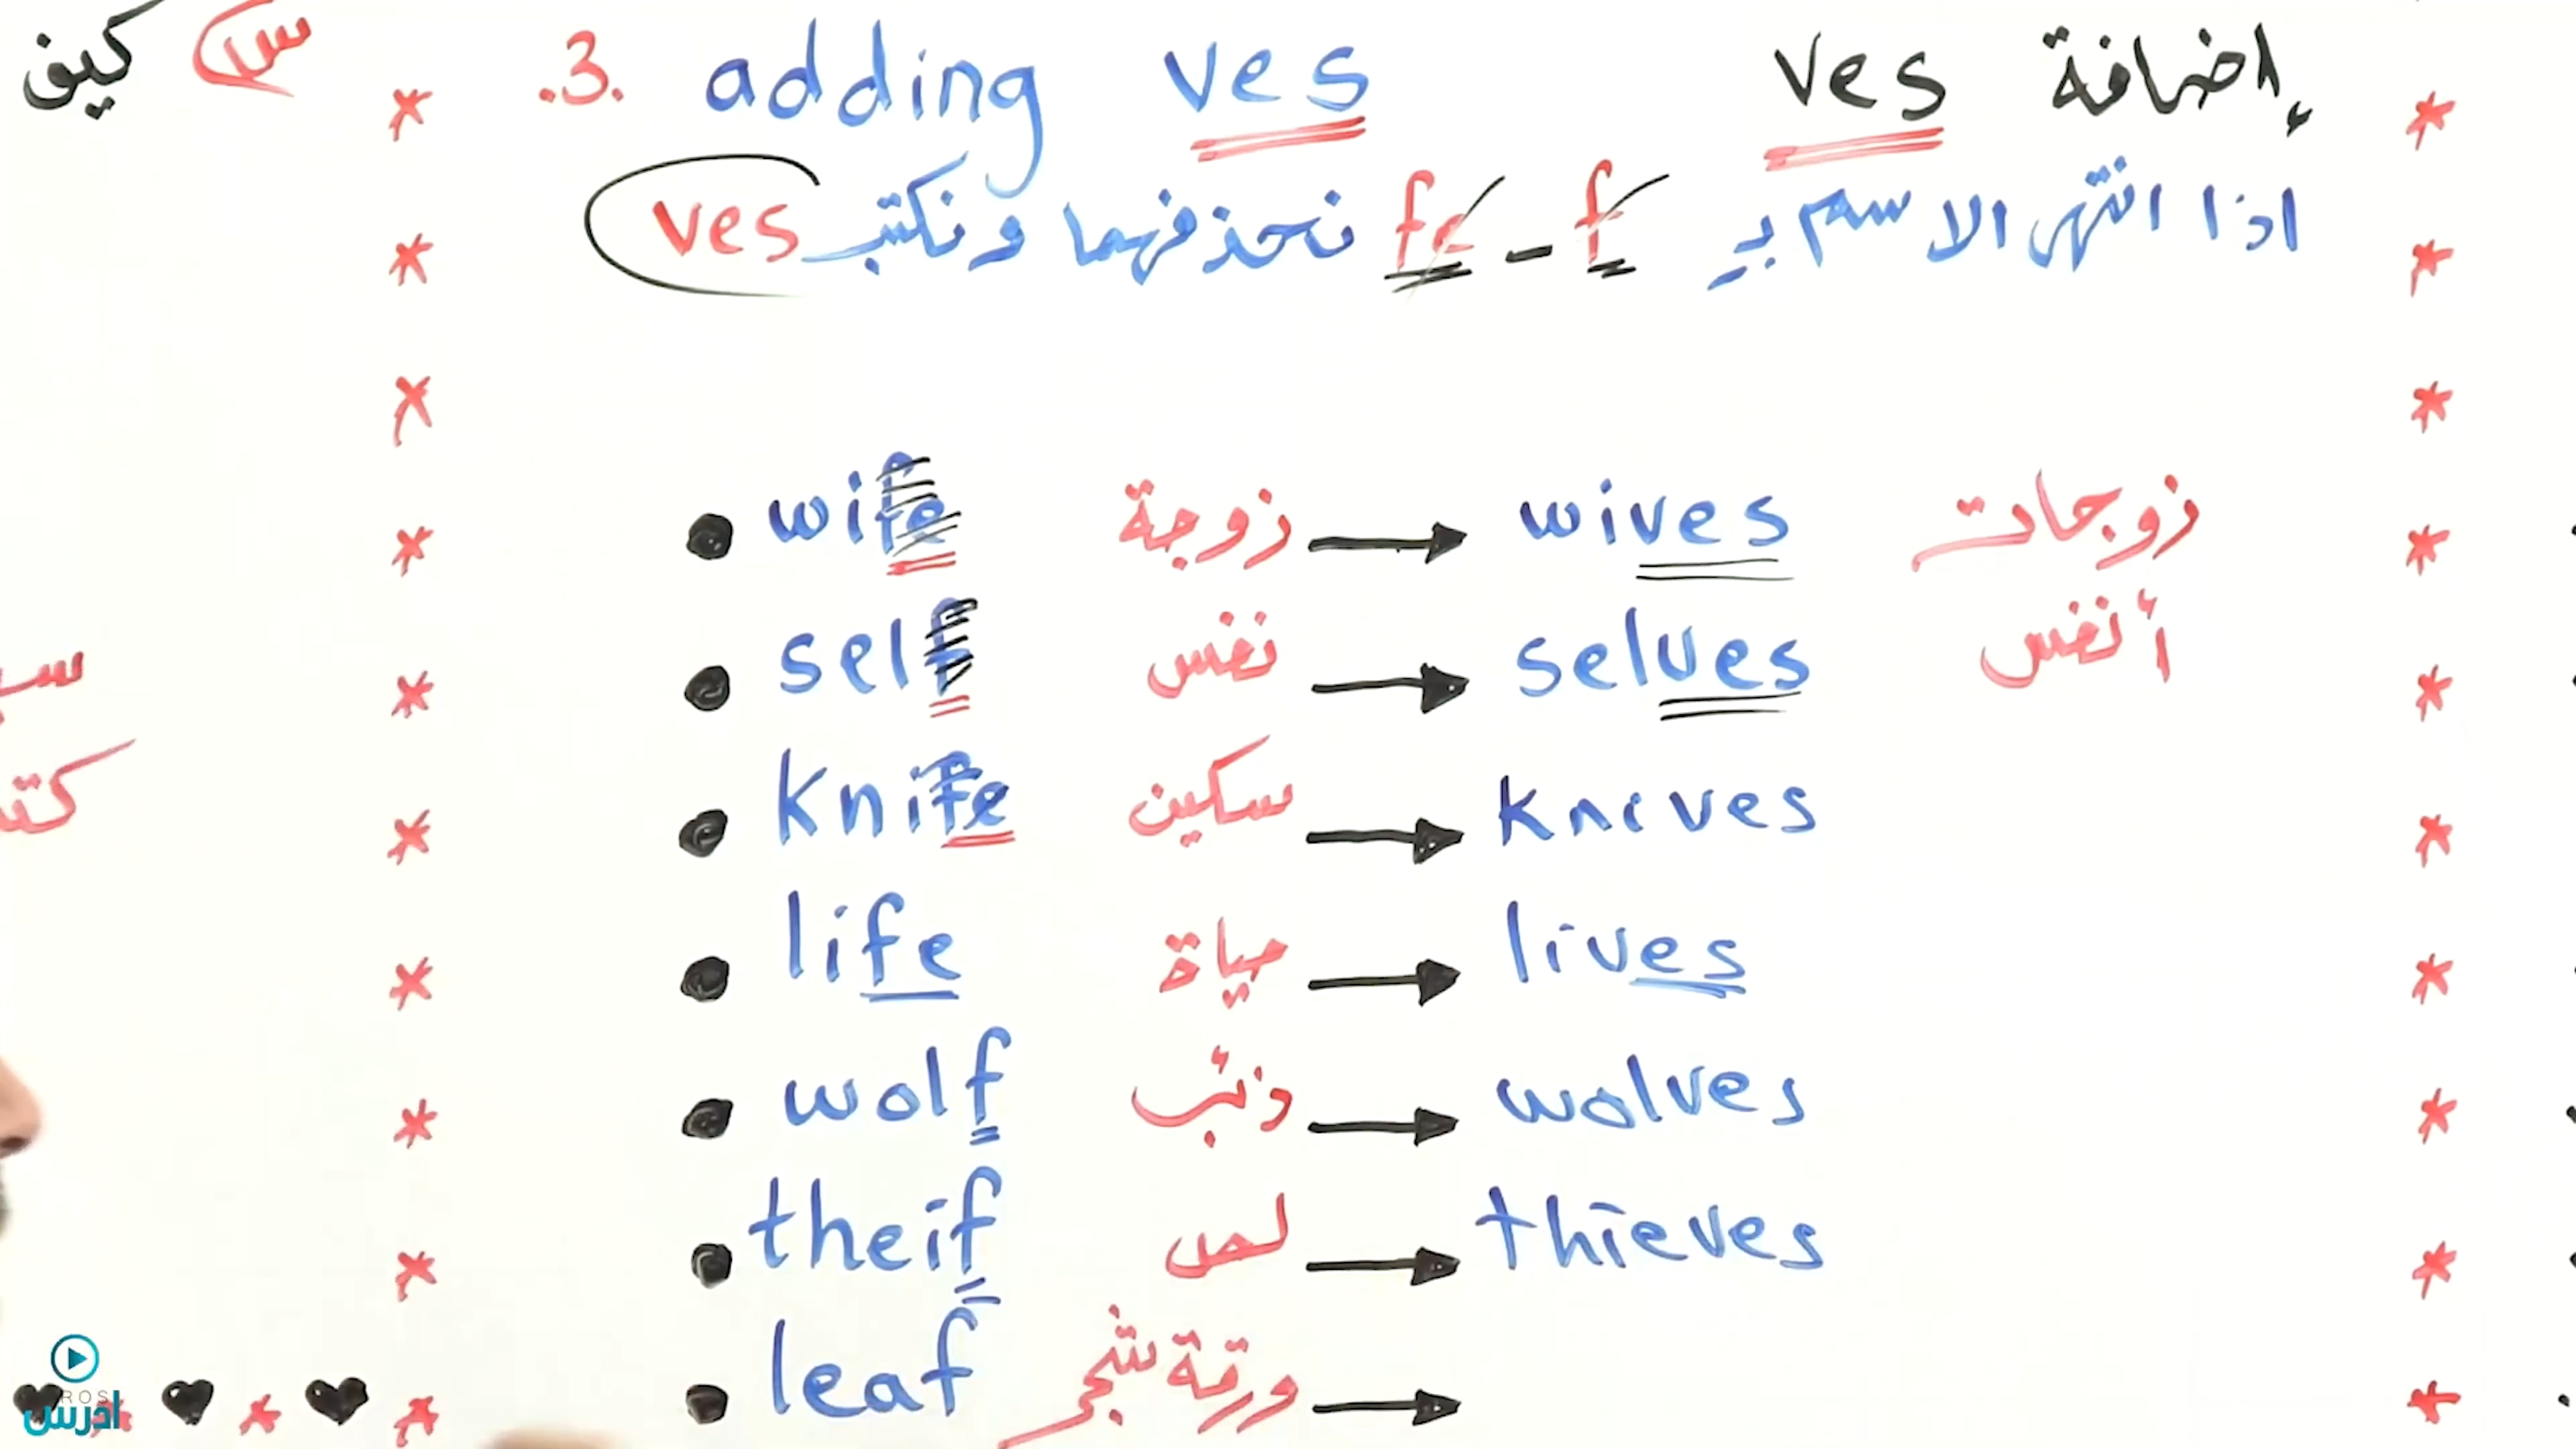 س كيف
.3. adding ves إضافة ves
اذا انتهى الاسم بـ f - fe نحذفهما ونكتب ves
wife زوجة → wives زوجات
self نفس → selves أنفس
knife سكين → knives
life حياة → lives
wolf ذئب → wolves
theif لص → thieves
leaf ورقة شجر →
ادرس